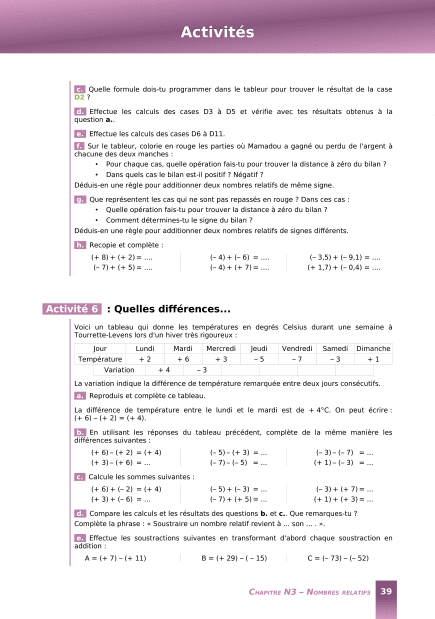 Activités
c. Quelle formule dois-tu programmer dans le tableur pour trouver le résultat de la case
D2 ?
d. Effectue les calculs des cases D3 à D5 et vérifie avec tes résultats obtenus à la
question a..
e. Effectue les calculs des cases D6 à D11.
f. Sur le tableur, colorie en rouge les parties où Mamadou a gagné ou perdu de l'argent à
chacune des deux manches :
• Pour chaque cas, quelle opération fais-tu pour trouver la distance à zéro du bilan ?
• Dans quels cas le bilan est-il positif ? Négatif ?
Déduis-en une règle pour additionner deux nombres relatifs de même signe.
g. Que représentent les cas qui ne sont pas repassés en rouge ? Dans ces cas :
• Quelle opération fais-tu pour trouver la distance à zéro du bilan ?
• Comment détermines-tu le signe du bilan ?
Déduis-en une règle pour additionner deux nombres relatifs de signes différents.
h. Recopie et complète :
(+ 8) + (+ 2) = .... (– 4) + (– 6) = .... (– 3,5) + (– 9,1) = ....
(– 7) + (+ 5) = .... (– 4) + (+ 7) = .... (+ 1,7) + (– 0,4) = ....
Activité 6 : Quelles différences...
Voici un tableau qui donne les températures en degrés Celsius durant une semaine à
Tourrette-Levens lors d'un hiver très rigoureux :
Jour Lundi Mardi Mercredi Jeudi Vendredi Samedi Dimanche
Température + 2 + 6 + 3 – 5 – 7 – 3 + 1
Variation + 4 – 3
La variation indique la différence de température remarquée entre deux jours consécutifs.
a. Reproduis et complète ce tableau.
La différence de température entre le lundi et le mardi est de + 4°C. On peut écrire :
(+ 6) – (+ 2) = (+ 4).
b. En utilisant les réponses du tableau précédent, complète de la même manière les
différences suivantes :
(+ 6) – (+ 2) = (+ 4) (– 5) – (+ 3) = ... (– 3) – (– 7) = ...
(+ 3) – (+ 6) = ... (– 7) – (– 5) = ... (+ 1) – (– 3) = ...
c. Calcule les sommes suivantes :
(+ 6) + (– 2) = (+ 4) (– 5) + (– 3) = ... (– 3) + (+ 7) = ...
(+ 3) + (– 6) = ... (– 7) + (+ 5) = ... (+ 1) + (+ 3) = ...
d. Compare les calculs et les résultats des questions b. et c.. Que remarques-tu ?
Complète la phrase : « Soustraire un nombre relatif revient à ... son ... . ».
e. Effectue les soustractions suivantes en transformant d'abord chaque soustraction en
addition :
A = (+ 7) – (+ 11) B = (+ 29) – ( – 15) C = (– 73) – (– 52)
Chapitre N3 – Nombres relatifs 39